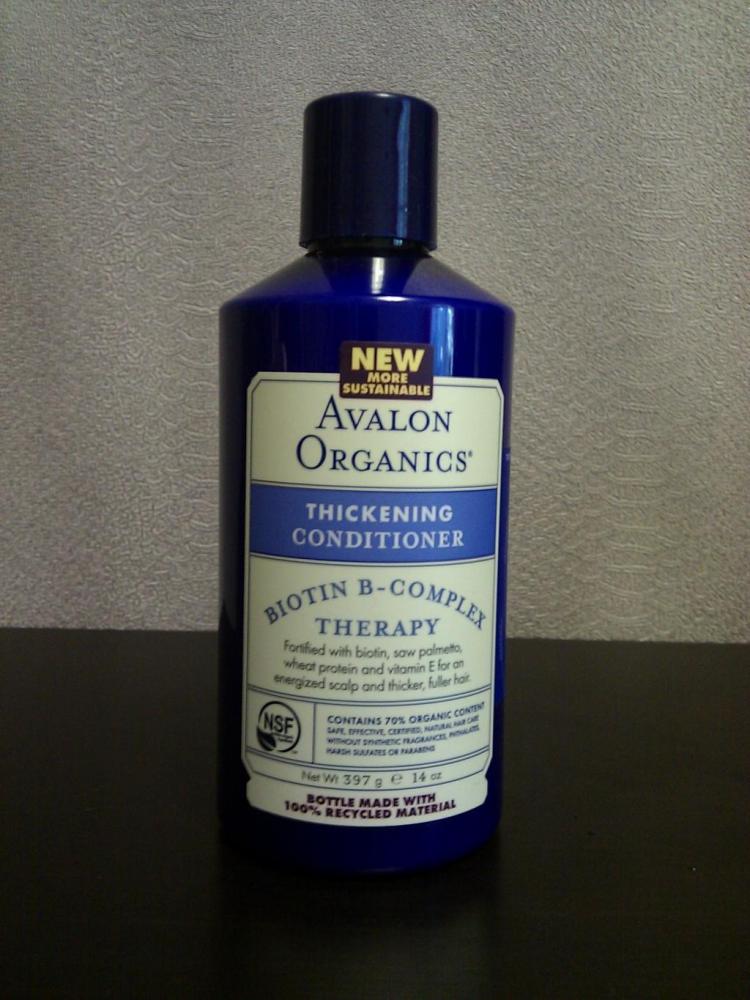 NEW
MORE
SUSTAINABLE
AVALON
ORGANICS®
THICKENING
CONDITIONER
BIOTIN B-COMPLEX
THERAPY
Fortified with biotin, saw palmetto,
wheat protein and vitamin E for an
energized scalp and thicker, fuller hair.
NSF
CONTAINS 70% ORGANIC CONTENT
SAFE, EFFECTIVE, CERTIFIED, NATURAL HAIR CARE
WITHOUT SYNTHETIC FRAGRANCES, PHTHALATES,
HARSH SULFATES OR PARABENS
Net Wt 397 g ℮ 14 oz
BOTTLE MADE WITH
100% RECYCLED MATERIAL